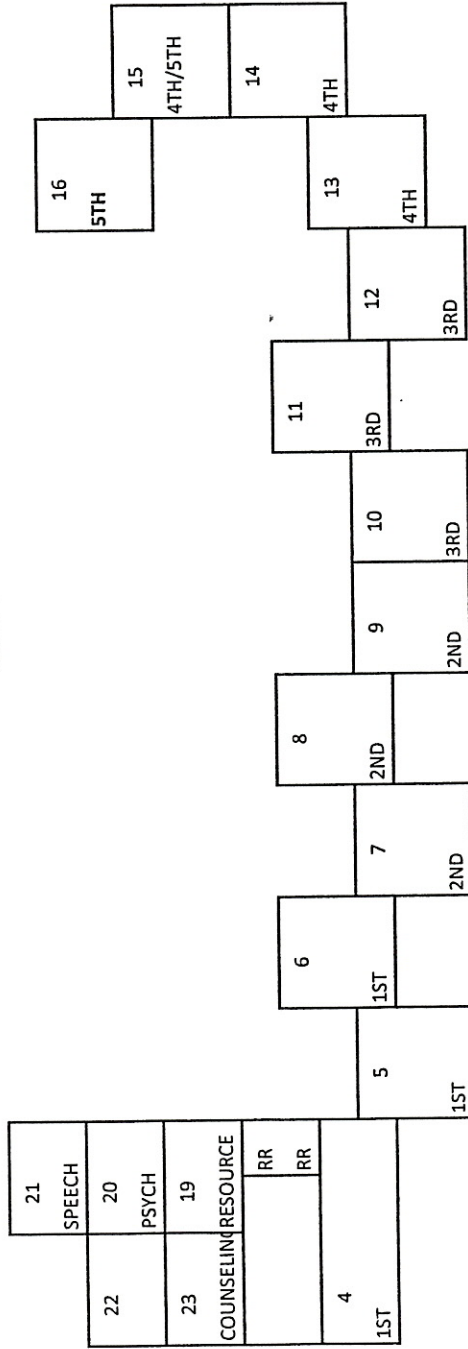 21
SPEECH
22
20
PSYCH
23
19
COUNSELING
RESOURCE
RR
RR
4
1ST
5
1ST
6
1ST
7
2ND
8
2ND
9
2ND
10
3RD
11
3RD
12
3RD
13
4TH
14
4TH
15
4TH/5TH
16
5TH